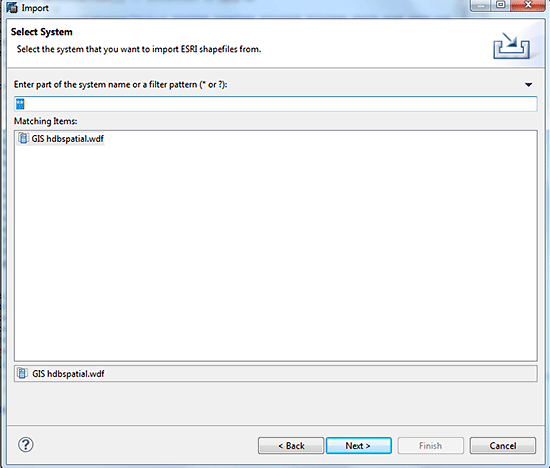 Import
Select System
Select the system that you want to import ESRI shapefiles from.
Enter part of the system name or a filter pattern (* or ?):
**
Matching Items:
GIS hdbspatial.wdf
GIS hdbspatial.wdf
?
< Back
Next >
Finish
Cancel